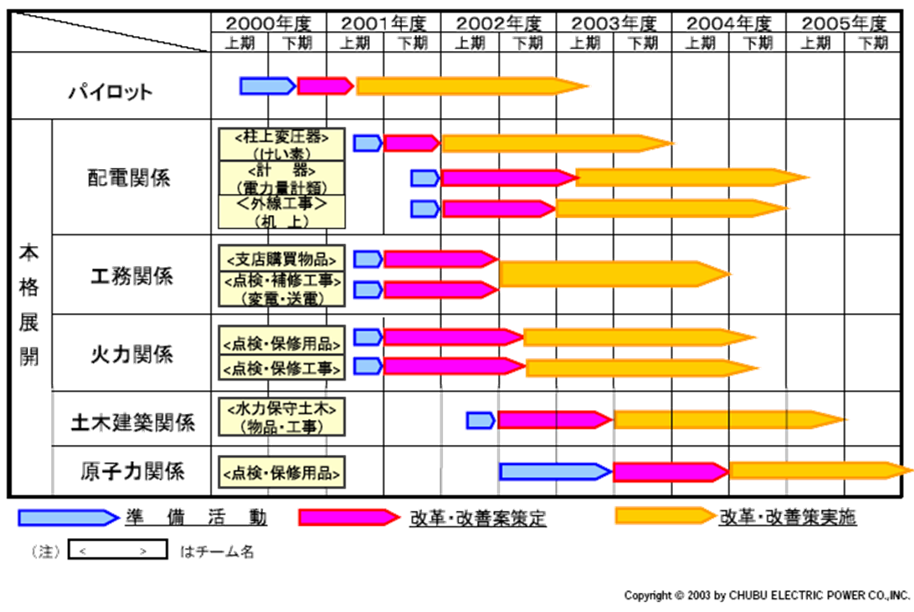 2000年度 2001年度 2002年度 2003年度 2004年度 2005年度
上期 下期 上期 下期 上期 下期 上期 下期 上期 下期 上期 下期
パイロット
本格展開
配電関係
<柱上変圧器>
(けい素)
<計 器>
(電力量計類)
<外線工事>
(机 上)
工務関係
<支店購買物品>
<点検・補修工事>
(変電・送電)
火力関係
<点検・保修用品>
<点検・保修工事>
土木建築関係
<水力保守土木>
(物品・工事)
原子力関係
<点検・保修用品>
準 備 活 動
改革・改善案策定
改革・改善策実施
(注) < > はチーム名
Copyright © 2003 by CHUBU ELECTRIC POWER CO.,INC.